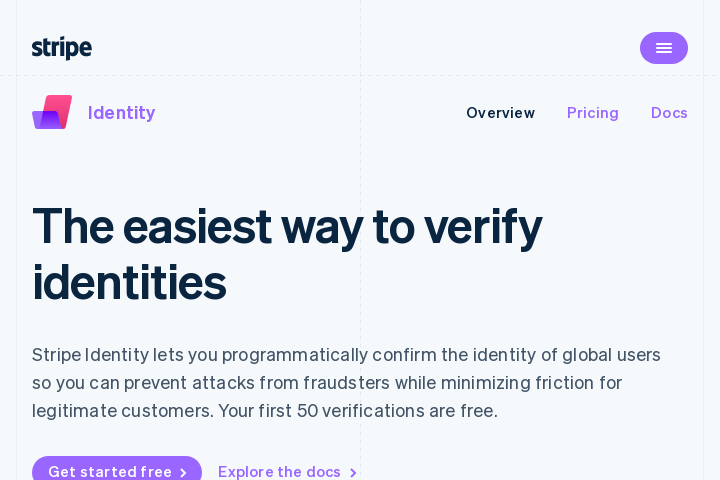 stripe
Identity
Overview
Pricing
Docs
The easiest way to verify
identities
Stripe Identity lets you programmatically confirm the identity of global users
so you can prevent attacks from fraudsters while minimizing friction for
legitimate customers. Your first 50 verifications are free.
Get started free
Explore the docs